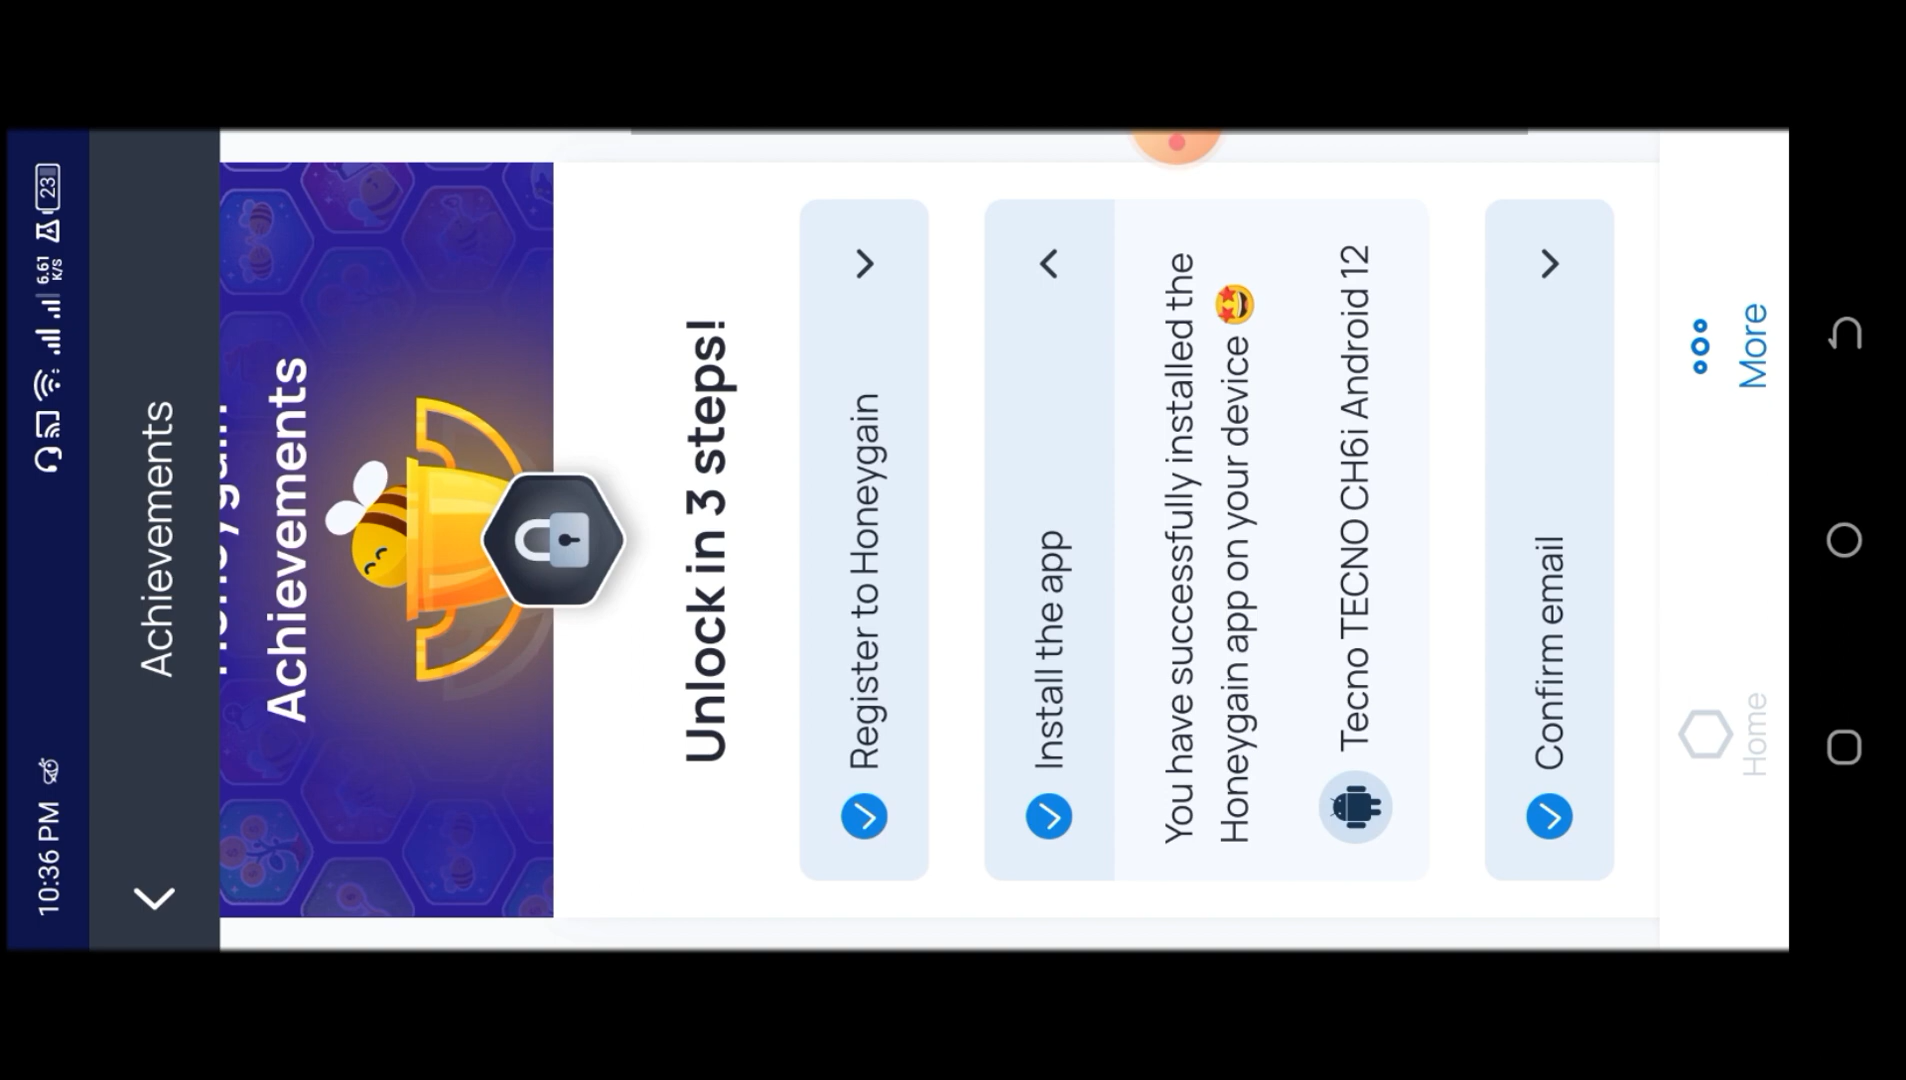 10:36 PM
6.61
K/S
23
Achievements
Honeygain
Achievements
Unlock in 3 steps!
Register to Honeygain
Install the app
You have successfully installed the
Honeygain app on your device 🤩
Tecno TECNO CH6i Android 12
Confirm email
Home
More